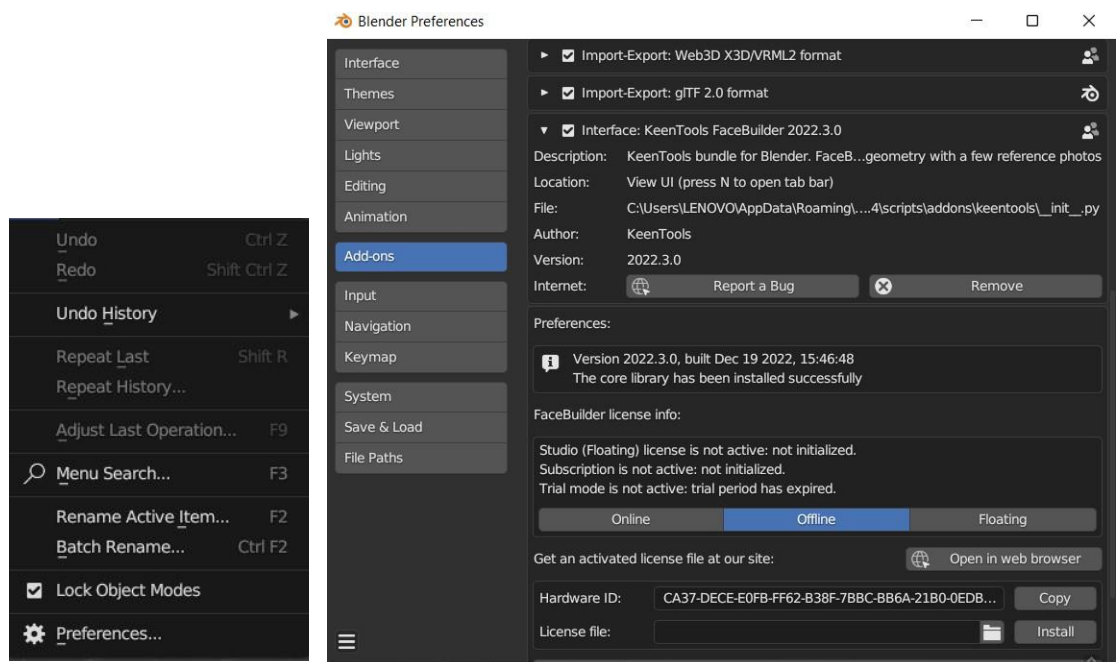 Undo Ctrl Z
Redo Shift Ctrl Z
Undo History
Repeat Last Shift R
Repeat History...
Adjust Last Operation... F9
Menu Search... F3
Rename Active Item... F2
Batch Rename... Ctrl F2
Lock Object Modes
Preferences...
Blender Preferences
Interface
Themes
Viewport
Lights
Editing
Animation
Add-ons
Input
Navigation
Keymap
System
Save & Load
File Paths
Import-Export: Web3D X3D/VRML2 format
Import-Export: glTF 2.0 format
Interface: KeenTools FaceBuilder 2022.3.0
Description: KeenTools bundle for Blender. FaceB...geometry with a few reference photos
Location: View UI (press N to open tab bar)
File: C:\Users\LENOVO\AppData\Roaming\....4\scripts\addons\keentools\__init__.py
Author: KeenTools
Version: 2022.3.0
Internet: Report a Bug Remove
Preferences:
Version 2022.3.0, built Dec 19 2022, 15:46:48
The core library has been installed successfully
FaceBuilder license info:
Studio (Floating) license is not active: not initialized.
Subscription is not active: not initialized.
Trial mode is not active: trial period has expired.
Online Offline Floating
Get an activated license file at our site: Open in web browser
Hardware ID: CA37-DECE-E0FB-FF62-B38F-7BBC-BB6A-21B0-0EDB... Copy
License file: Install